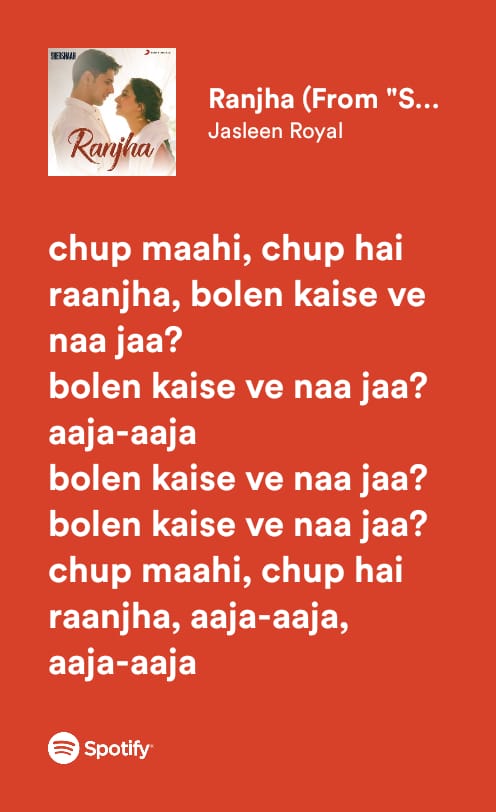 SHERSHAAH
Ranjha
Ranjha (From "S...
Jasleen Royal
chup maahi, chup hai
raanjha, bolen kaise ve
naa jaa?
bolen kaise ve naa jaa?
aaja-aaja
bolen kaise ve naa jaa?
bolen kaise ve naa jaa?
chup maahi, chup hai
raanjha, aaja-aaja,
aaja-aaja
Spotify